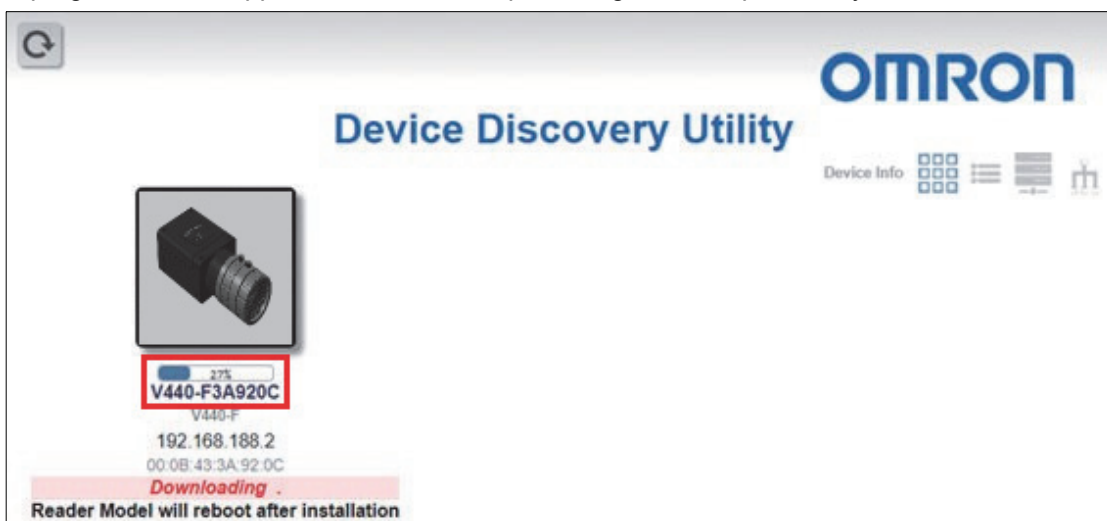 OMRON
Device Discovery Utility
Device Info
27%
V440-F3A920C
V440-F
192.168.188.2
00:0B:43:3A:92:0C
Downloading .
Reader Model will reboot after installation